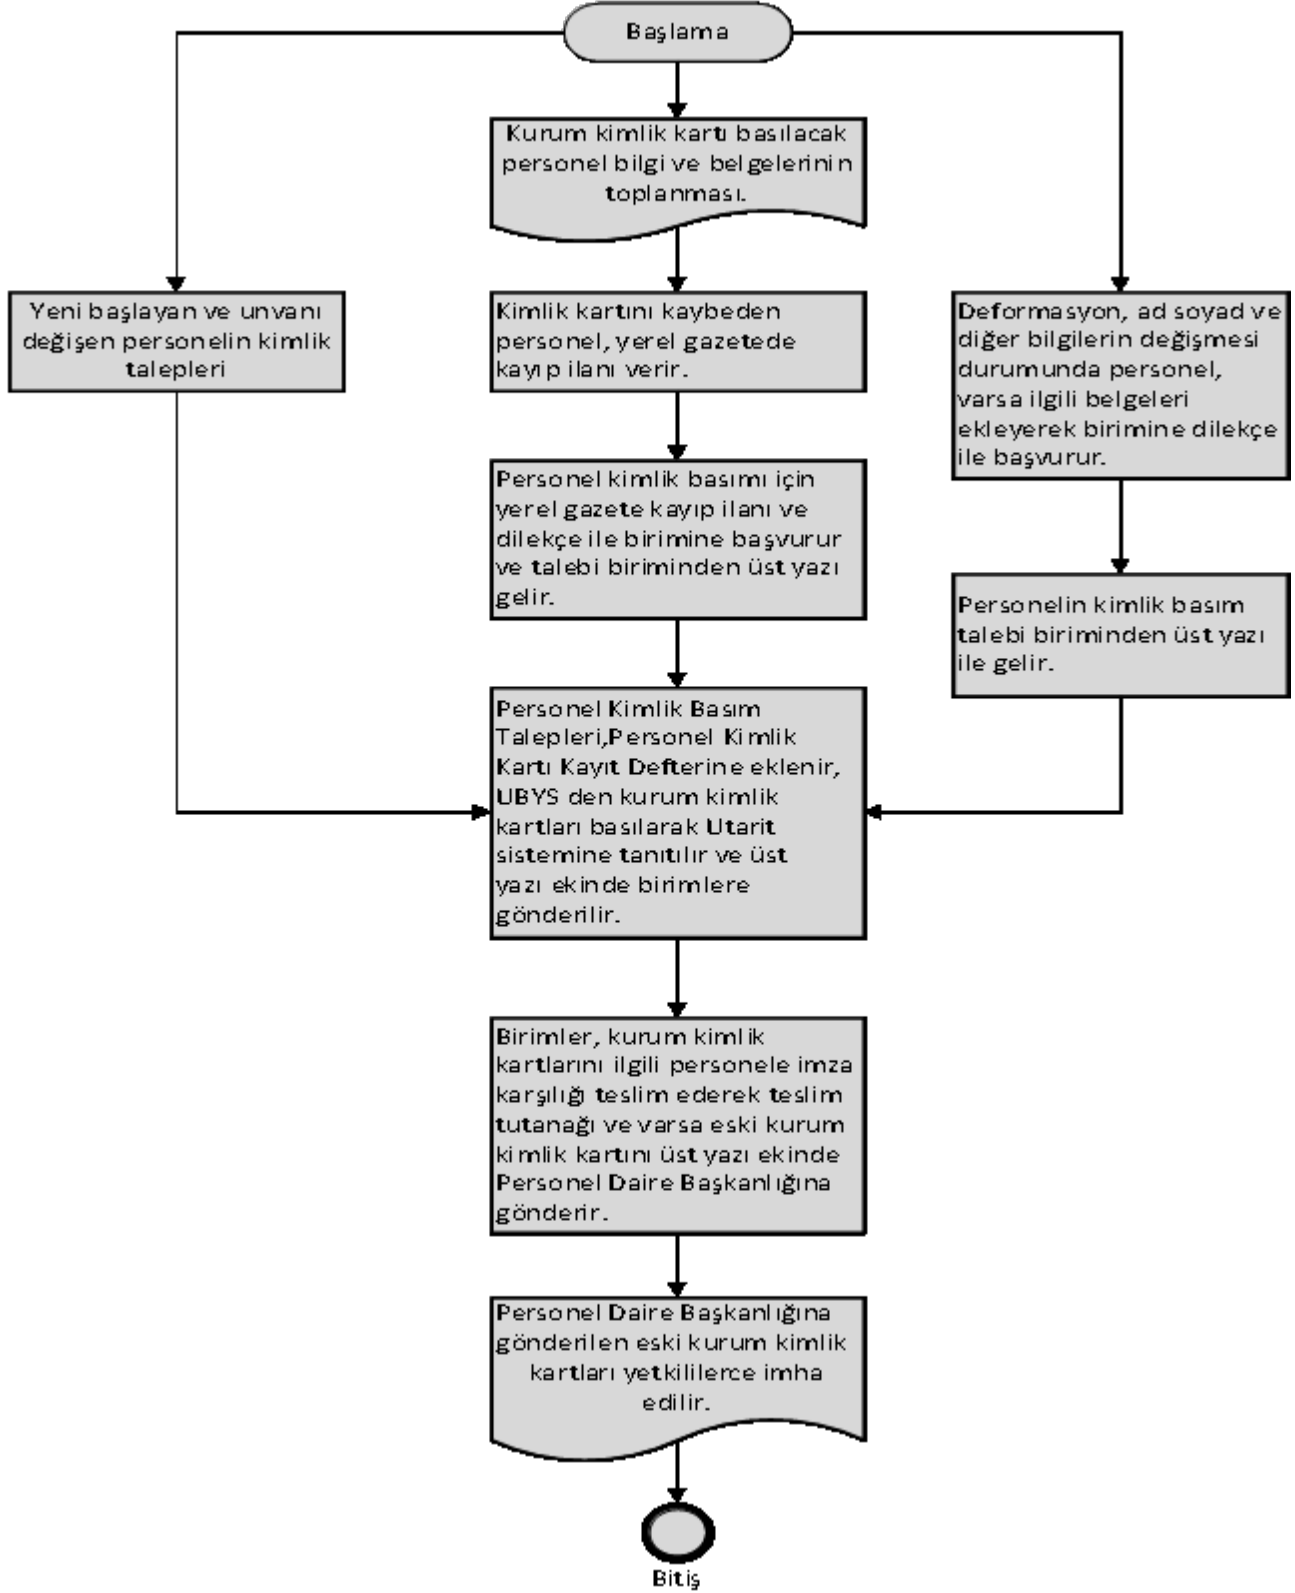 Başlama
Kurum kimlik kartı basılacak
personel bilgi ve belgelerinin
toplanması.
Yeni başlayan ve unvanı
değişen personelin kimlik
talepleri
Kimlik kartını kaybeden
personel, yerel gazetede
kayıp ilanı verir.
Deformasyon, ad soyad ve
diğer bilgilerin değişmesi
durumunda personel,
varsa ilgili belgeleri
ekleyerek birimine dilekçe
ile başvurur.
Personel kimlik basımı için
yerel gazete kayıp ilanı ve
dilekçe ile birimine başvurur
ve talebi biriminden üst yazı
gelir.
Personelin kimlik basım
talebi biriminden üst yazı
ile gelir.
Personel Kimlik Basım
Talepleri,Personel Kimlik
Kartı Kayıt Defterine eklenir,
UBYS den kurum kimlik
kartları basılarak Utarit
sistemine tanıtılır ve üst
yazı ekinde birimlere
gönderilir.
Birimler, kurum kimlik
kartlarını ilgili personele imza
karşılığı teslim ederek teslim
tutanağı ve varsa eski kurum
kimlik kartını üst yazı ekinde
Personel Daire Başkanlığına
gönderir.
Personel Daire Başkanlığına
gönderilen eski kurum kimlik
kartları yetkililerce imha
edilir.
Bitiş